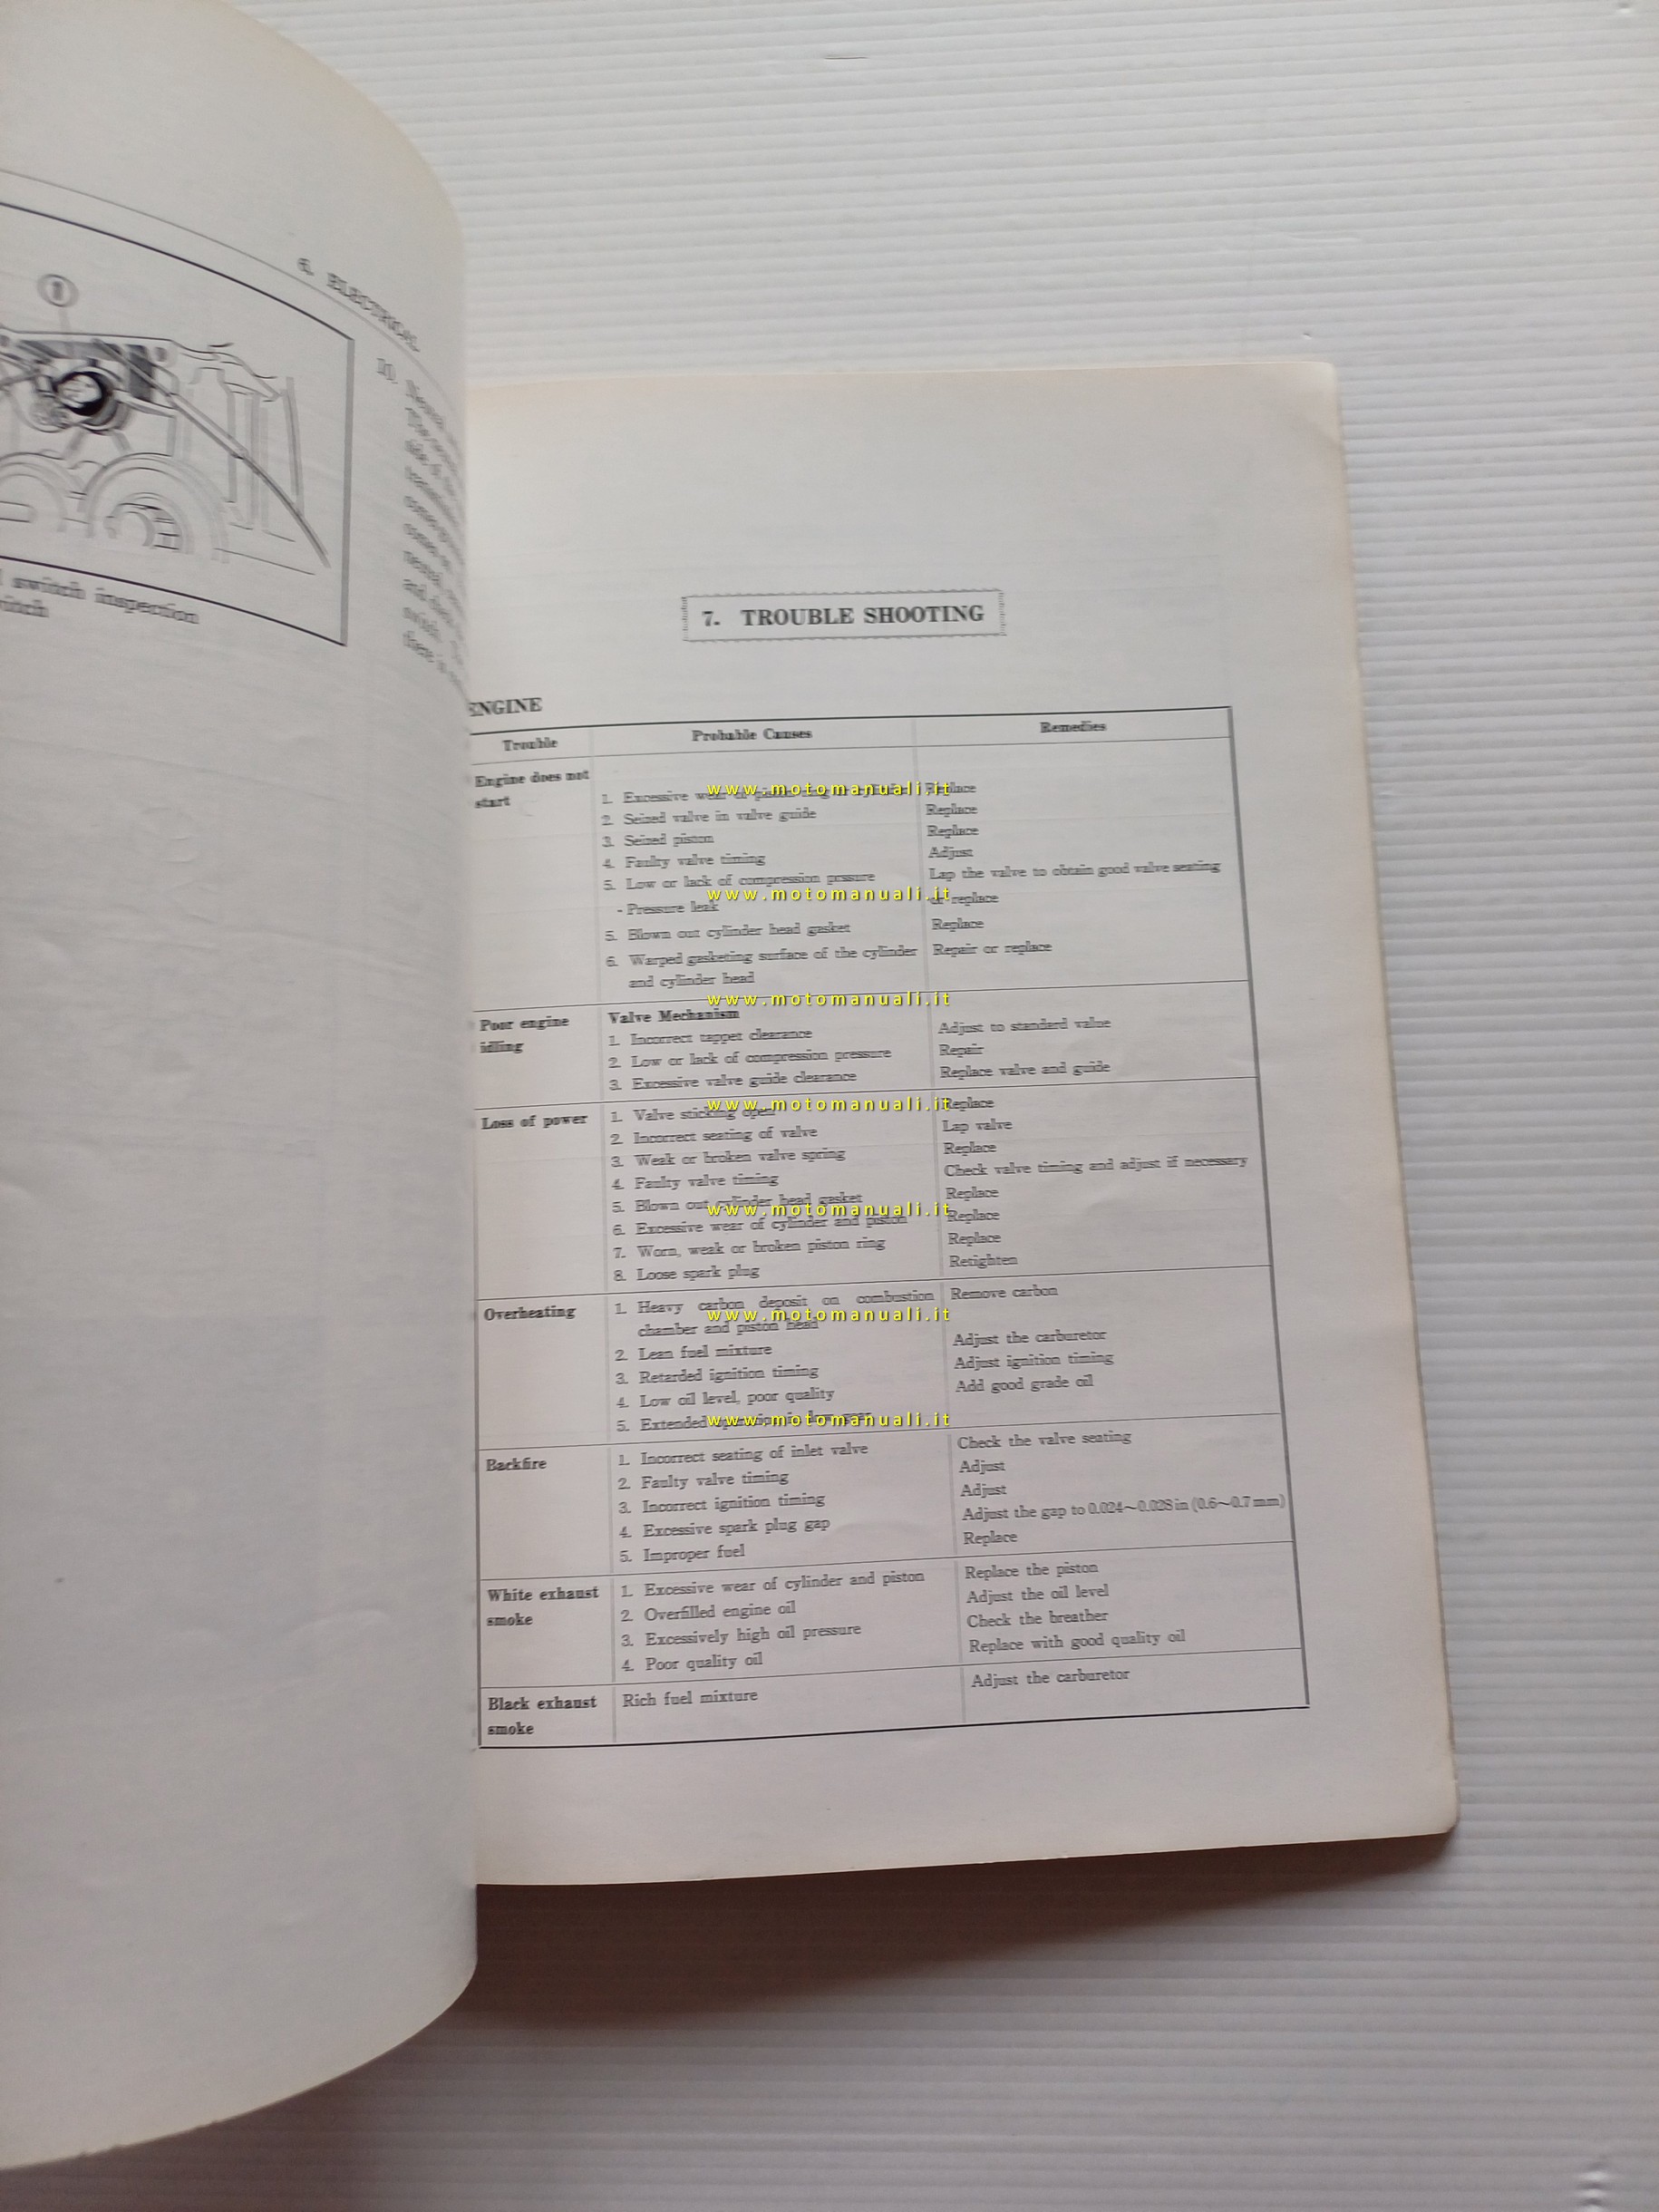 6. ELECTRICAL
10.
1
switch inspection
7. TROUBLE SHOOTING
ENGINE
Trouble Probable Causes Remedies
Engine does not
start
1. Excessive Replace
2. Seized valve in valve guide Replace
3. Seized piston Replace
4. Faulty valve timing Adjust
5. Low or lack of compression prssure Lap the valve to obtain good valve seating
- Pressure leak or replace
5. Blown out cylinder head gasket Replace
6. Warped gasketing surface of the cylinder Repair or replace
and cylinder head
Poor engine
idling
Valve Mechanism
1. Incorrect tappet clearance Adjust to standard value
2. Low or lack of compression pressure Repair
3. Excessive valve guide clearance Replace valve and guide
Loss of power 1. Valve sticking open Replace
2. Incorrect seating of valve Lap valve
3. Weak or broken valve spring Replace
4. Faulty valve timing Check valve timing and adjust if necessary
5. Blown out cylinder head gasket Replace
6. Excessive wear of cylinder and piston Replace
7. Worn, weak or broken piston ring Replace
8. Loose spark plug Retighten
Overheating 1. Heavy carbon deposit on combustion Remove carbon
chamber and piston head
2. Lean fuel mixture Adjust the carburetor
3. Retarded ignition timing Adjust ignition timing
4. Low oil level, poor quality Add good grade oil
5. Extended
Backfire 1. Incorrect seating of inlet valve Check the valve seating
2. Faulty valve timing Adjust
3. Incorrect ignition timing Adjust
4. Excessive spark plug gap Adjust the gap to 0.024~0.028 in (0.6~0.7 mm)
5. Improper fuel Replace
White exhaust
smoke
1. Excessive wear of cylinder and piston Replace the piston
2. Overfilled engine oil Adjust the oil level
3. Excessively high oil pressure Check the breather
4. Poor quality oil Replace with good quality oil
Black exhaust
smoke
Rich fuel mixture Adjust the carburetor
www.motomanuali.it
www.motomanuali.it
www.motomanuali.it
www.motomanuali.it
www.motomanuali.it
www.motomanuali.it
www.motomanuali.it